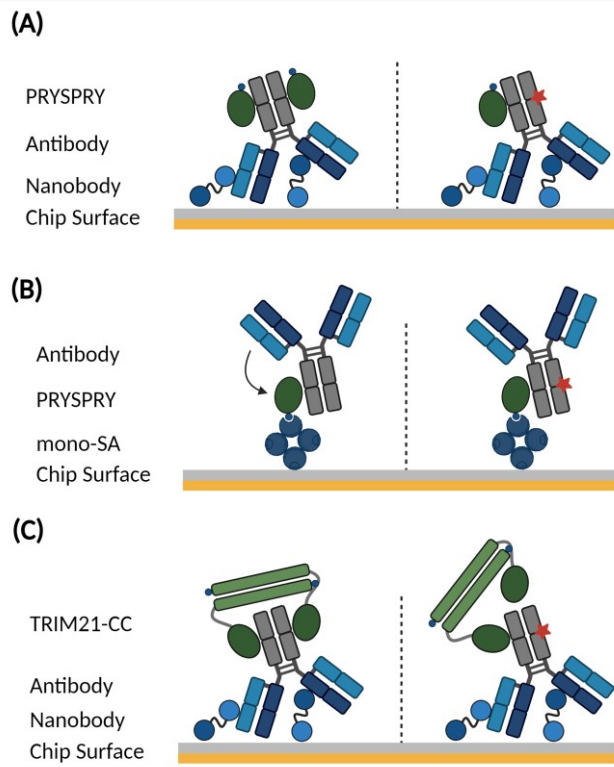 (A)
PRYSPRY
Antibody
Nanobody
Chip Surface
(B)
Antibody
PRYSPRY
mono-SA
Chip Surface
(C)
TRIM21-CC
Antibody
Nanobody
Chip Surface